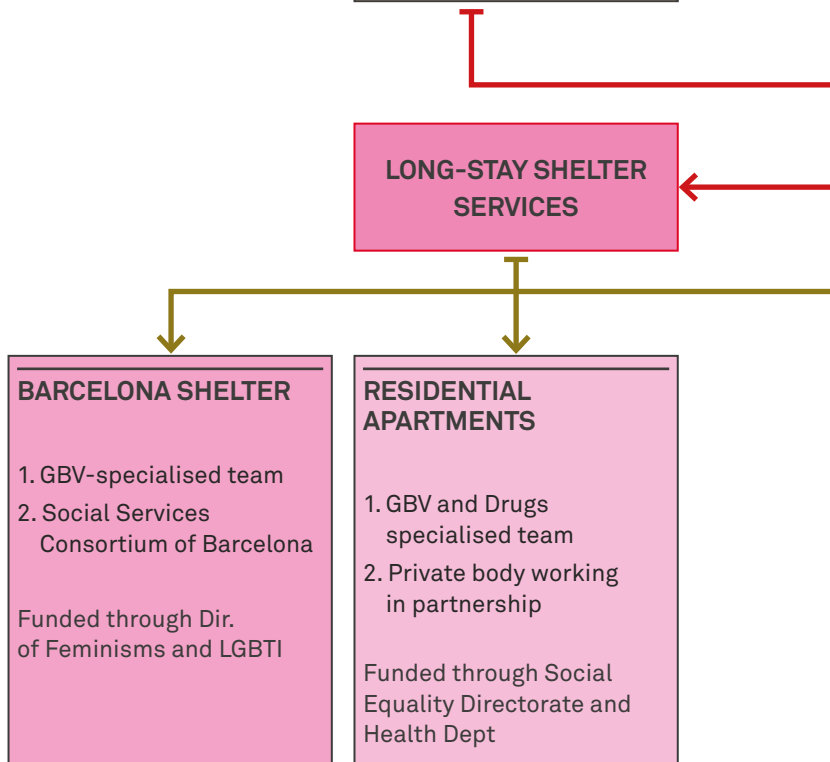 LONG-STAY SHELTER
SERVICES
BARCELONA SHELTER
1. GBV-specialised team
2. Social Services
Consortium of Barcelona
Funded through Dir.
of Feminisms and LGBTI
RESIDENTIAL
APARTMENTS
1. GBV and Drugs
specialised team
2. Private body working
in partnership
Funded through Social
Equality Directorate and
Health Dept